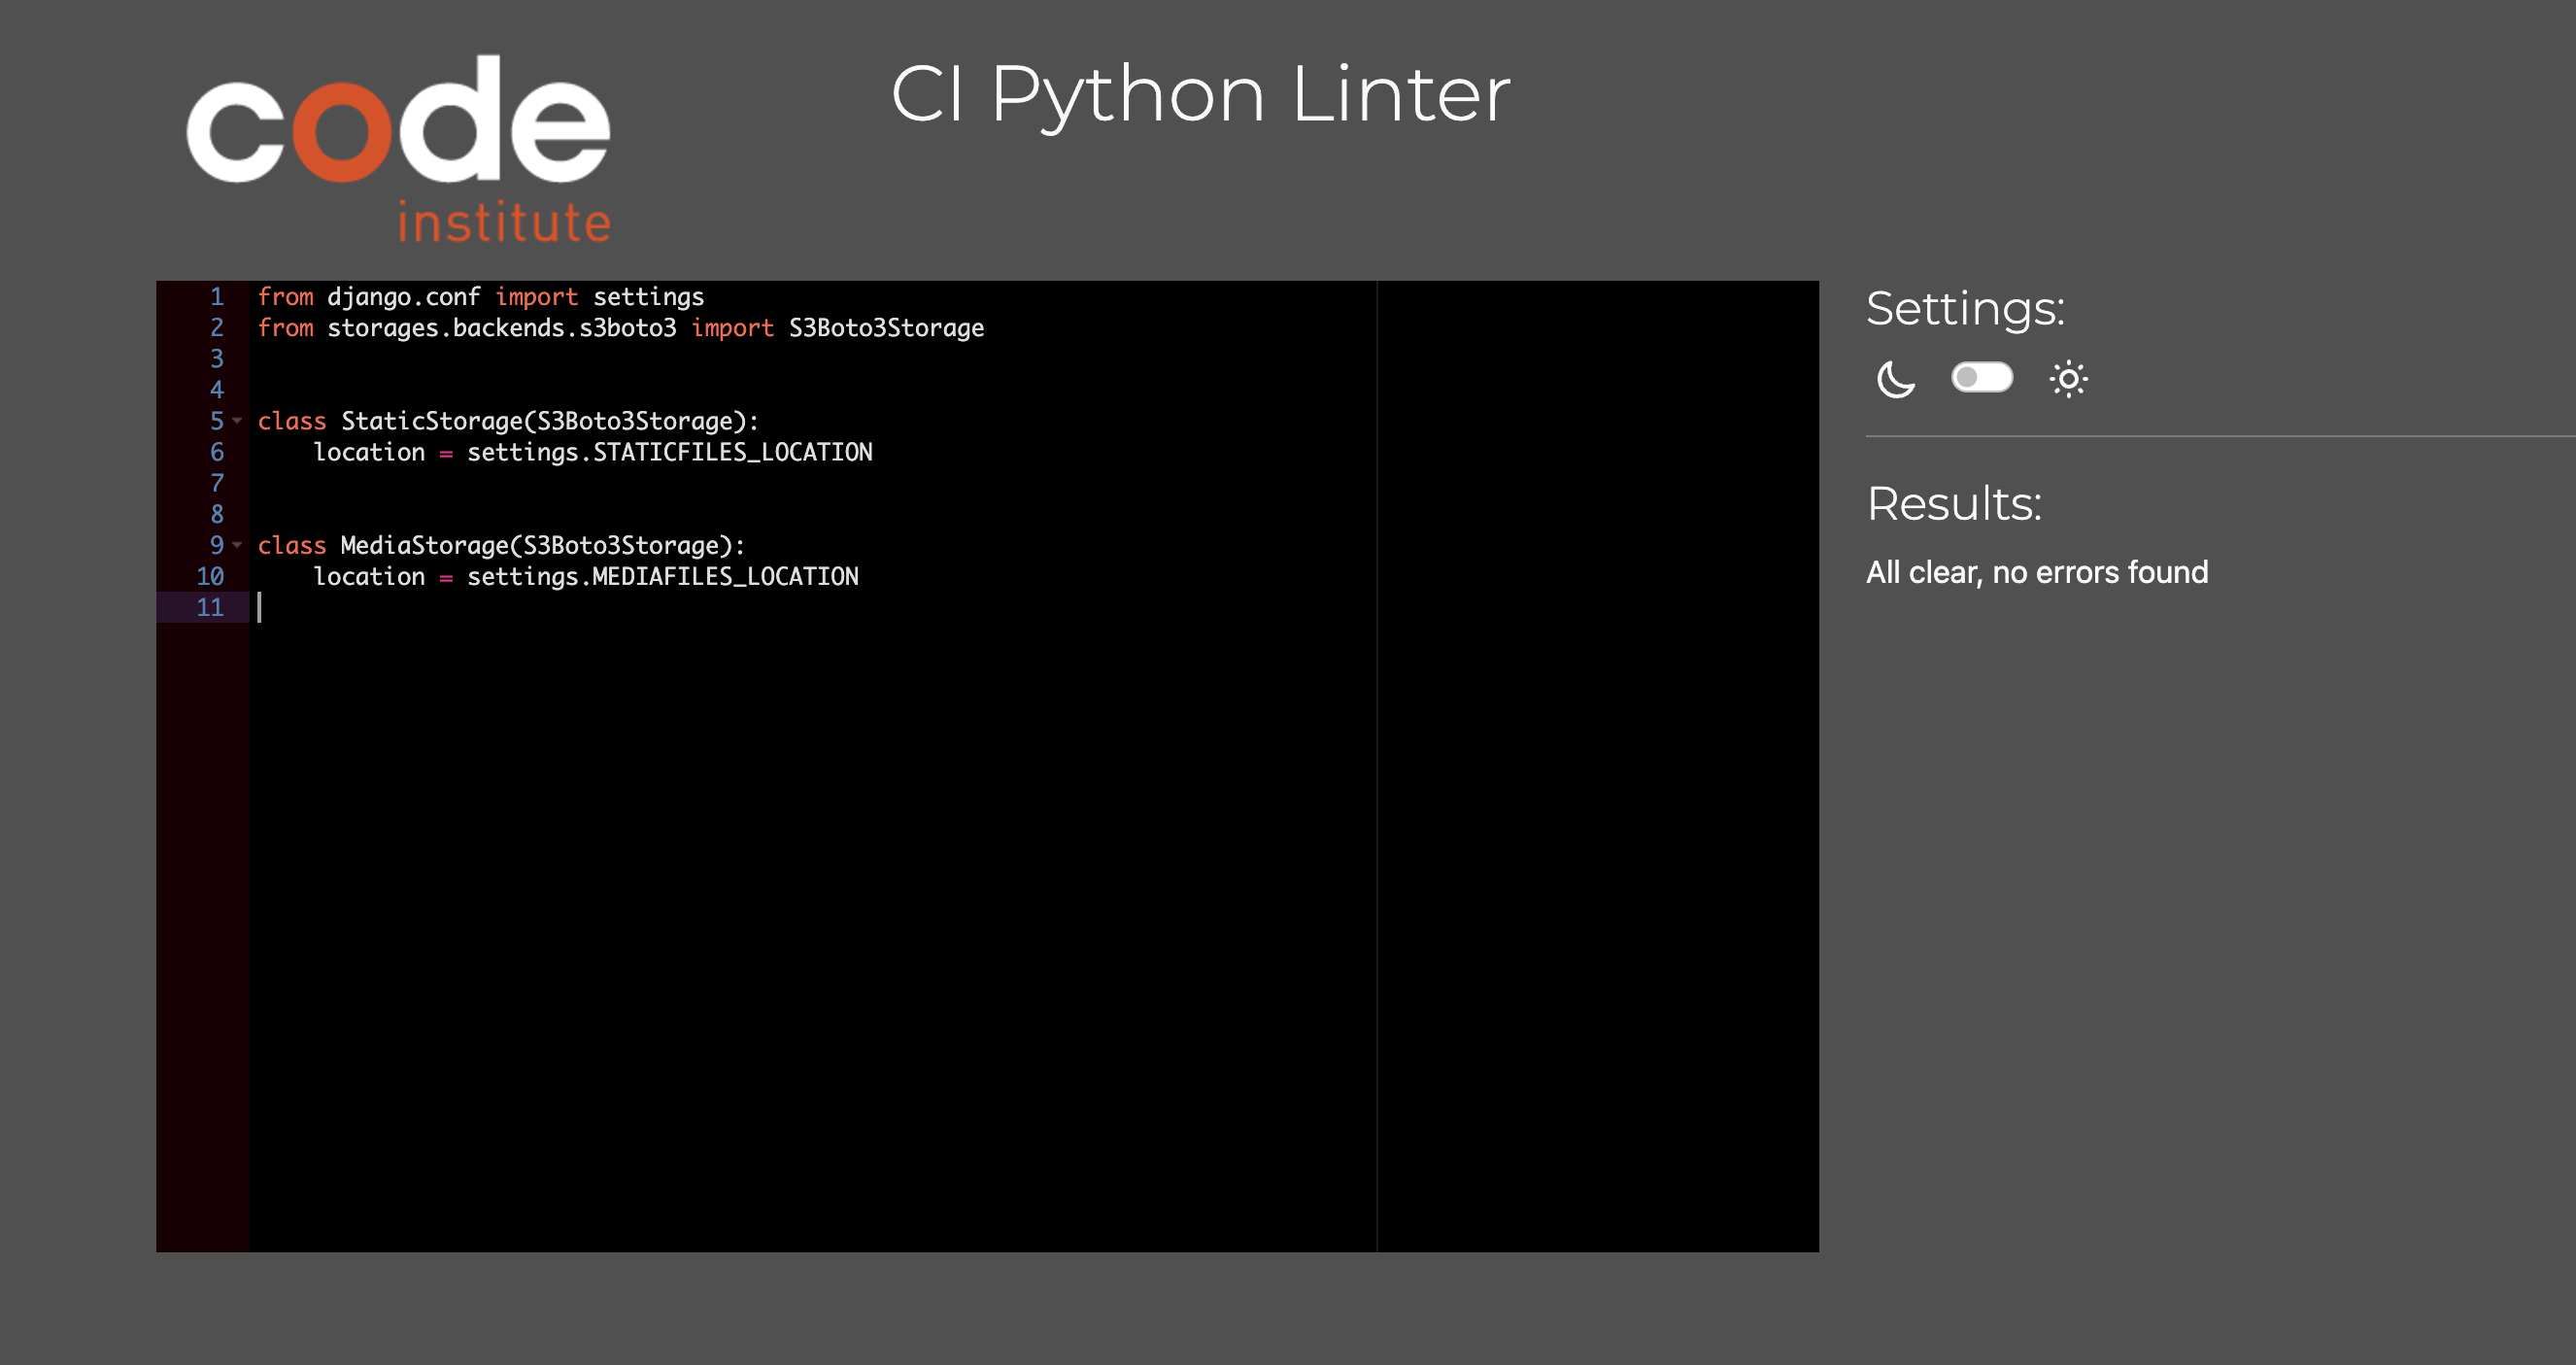 code
institute
CI Python Linter
1 from django.conf import settings
2 from storages.backends.s3boto3 import S3Boto3Storage
3
4
5 class StaticStorage(S3Boto3Storage):
6     location = settings.STATICFILES_LOCATION
7
8
9 class MediaStorage(S3Boto3Storage):
10     location = settings.MEDIAFILES_LOCATION
11
Settings:
Results:
All clear, no errors found